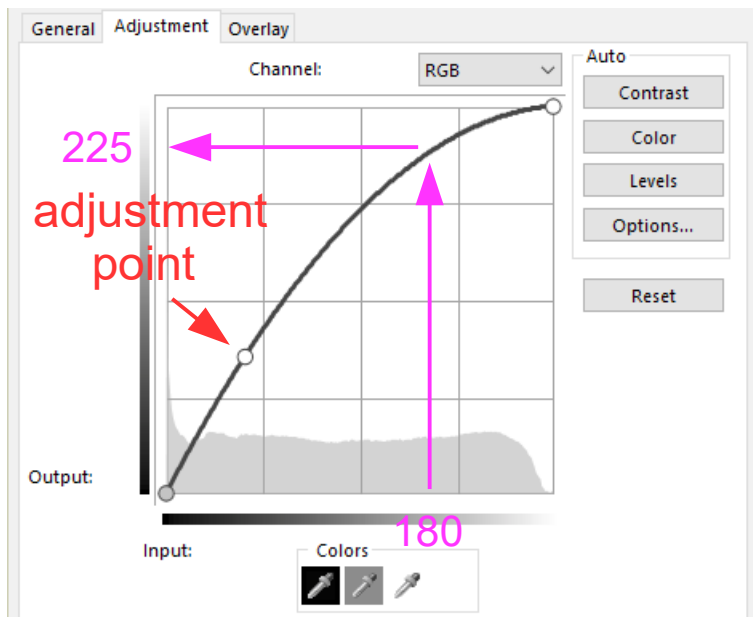 General Adjustment Overlay
Channel: RGB
Auto
Contrast
Color
Levels
Options...
Reset
225
adjustment
point
Output:
180
Input:
Colors